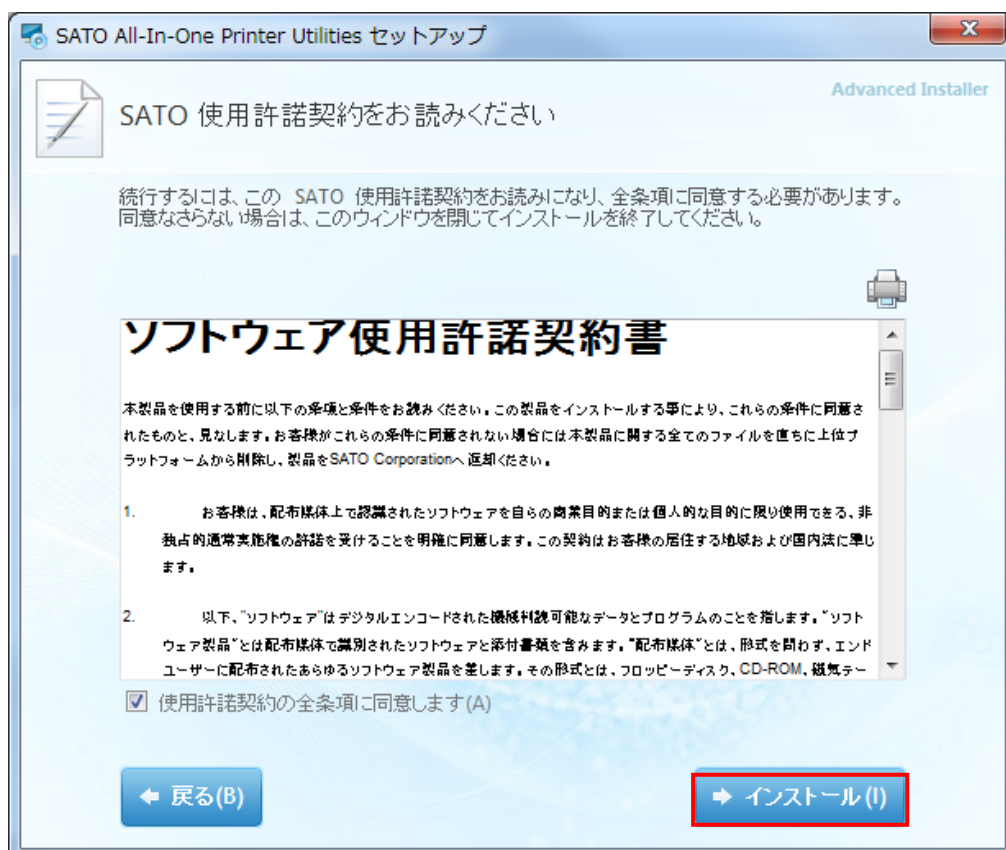 SATO All-In-One Printer Utilities セットアップ
Advanced Installer
SATO 使用許諾契約をお読みください
続行するには、この SATO 使用許諾契約をお読みになり、全条項に同意する必要があります。
同意なさらない場合は、このウィンドウを閉じてインストールを終了してください。
ソフトウェア使用許諾契約書
本製品を使用する前に以下の条項と条件をお読みください。この製品をインストールする事により、これらの条件に同意さ
れたものと、見なします。お客様がこれらの条件に同意されない場合には本製品に関する全てのファイルを直ちに上位プ
ラットフォームから削除し、製品をSATO Corporationへ返却ください。
1. お客様は、配布媒体上で認識されたソフトウェアを自らの商業目的または個人的な目的に限り使用できる、非
独占的通常実施権の許諾を受けることを明確に同意します。この契約はお客様の居住する地域および国内法に準じ
ます。
2. 以下、"ソフトウェア"はデジタルエンコードされた機械判読可能なデータとプログラムのことを指します。"ソフト
ウェア製品"とは配布媒体で識別されたソフトウェアと添付書類を含みます。"配布媒体"とは、形式を問わず、エンド
ユーザーに配布されたあらゆるソフトウェア製品を差します。その形式とは、フロッピーディスク、CD-ROM、磁気テー
使用許諾契約の全条項に同意します(A)
戻る(B)
インストール(I)